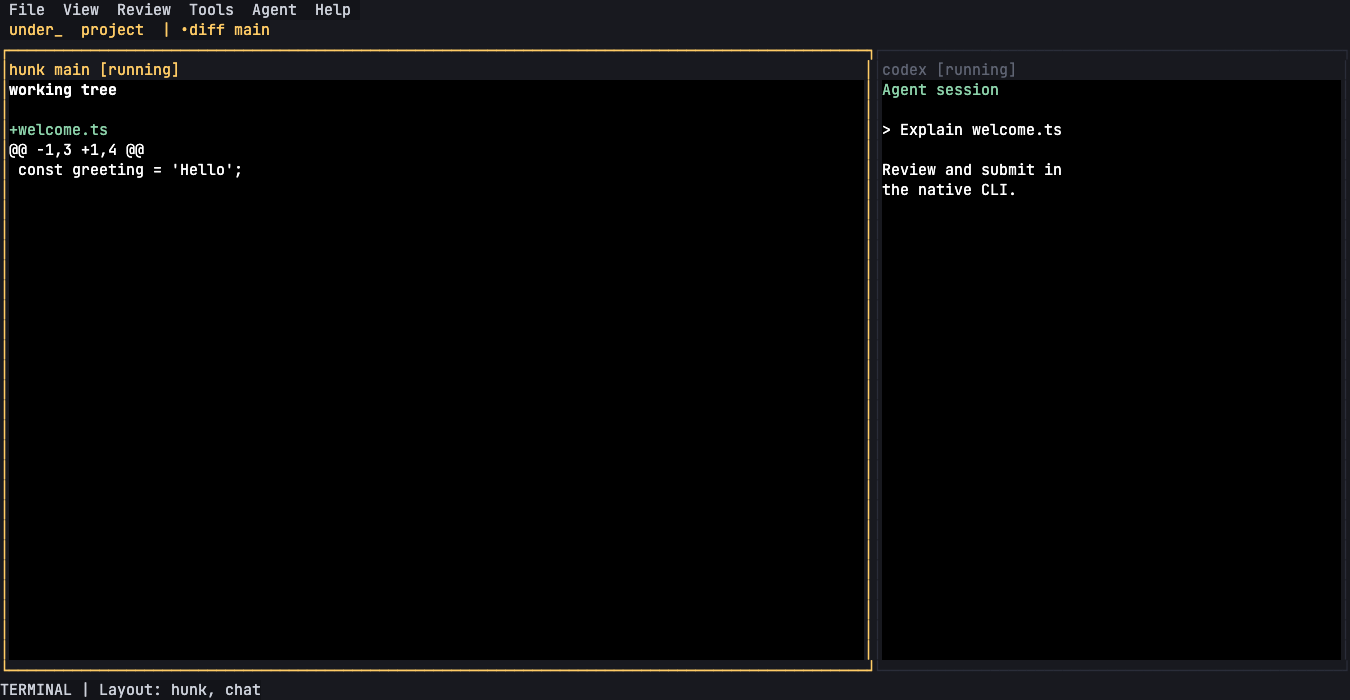 File  View  Review  Tools  Agent  Help
under_  project  | •diff main
hunk main [running]
working tree
+welcome.ts
@@ -1,3 +1,4 @@
 const greeting = 'Hello';
codex [running]
Agent session
> Explain welcome.ts
Review and submit in
the native CLI.
TERMINAL | Layout: hunk, chat